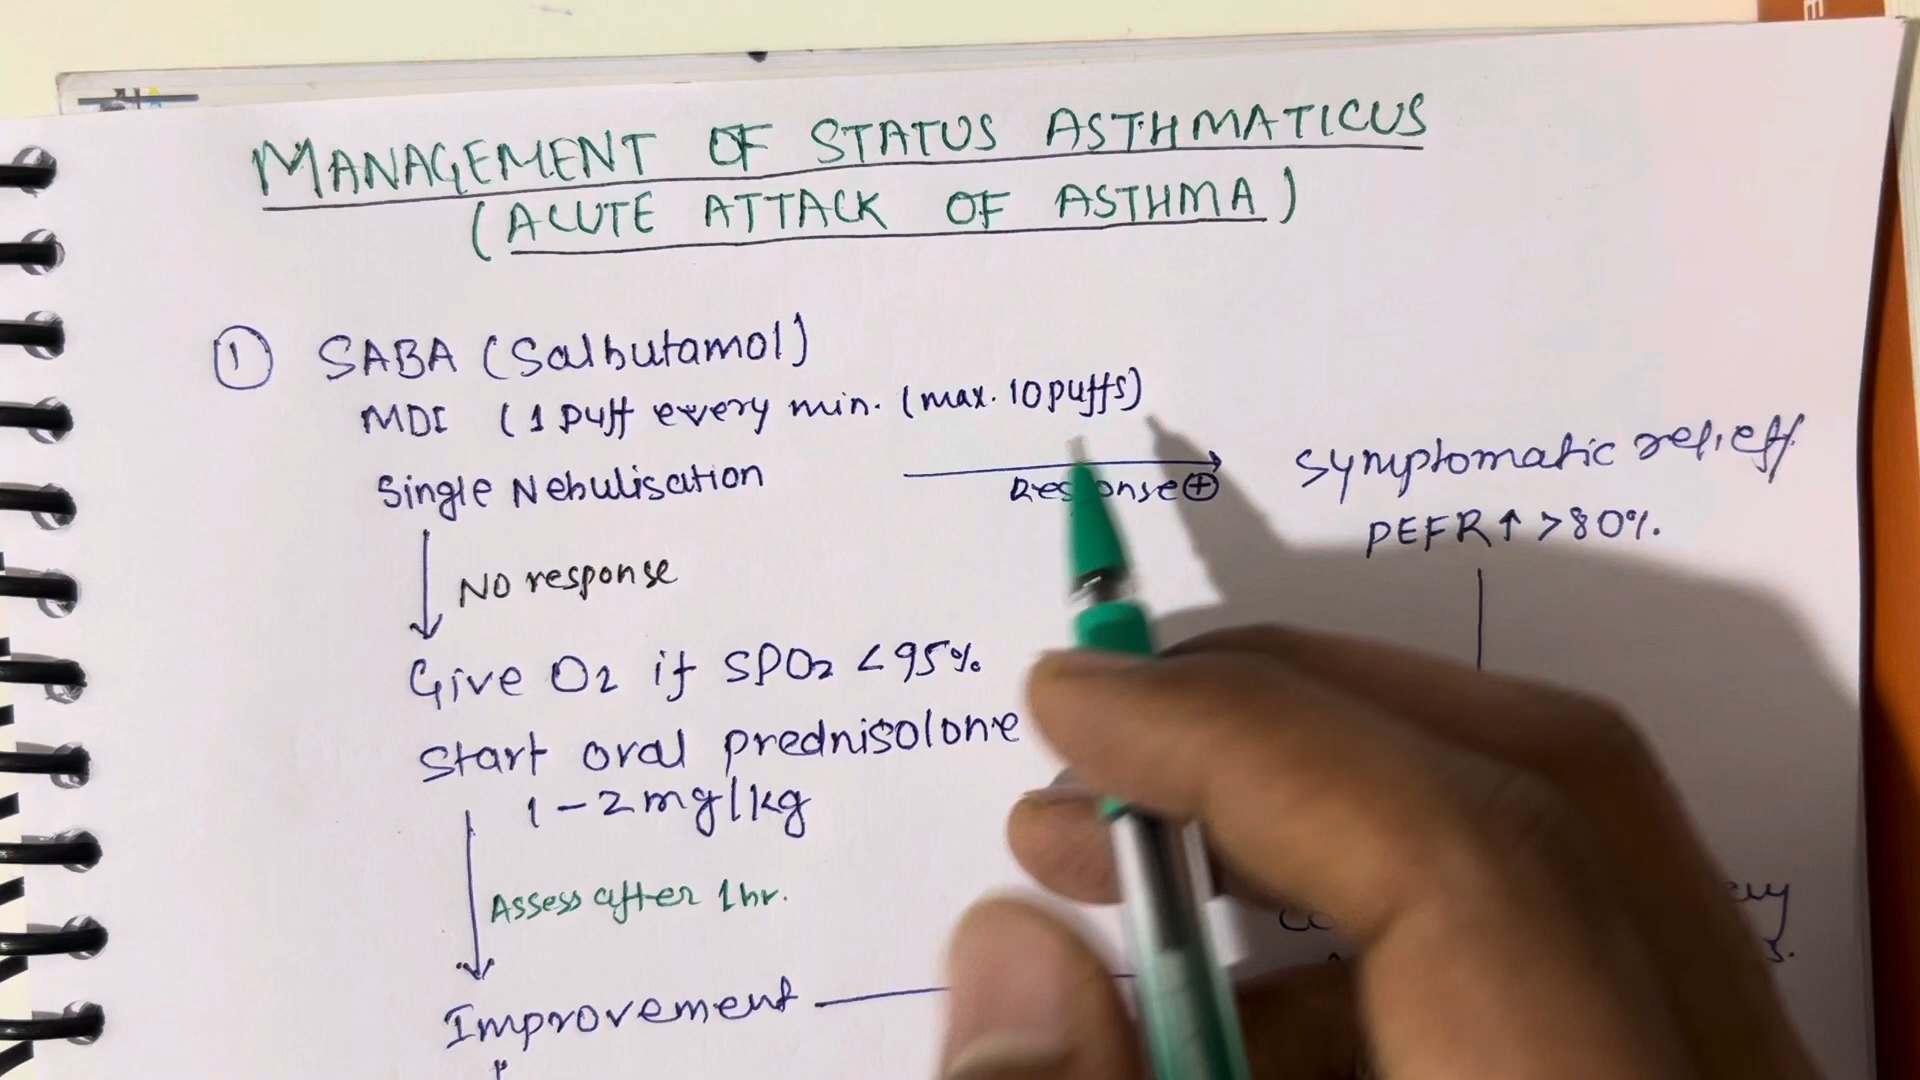 MANAGEMENT OF STATUS ASTHMATICUS
(ACUTE ATTACK OF ASTHMA)
① SABA (Salbutamol)
MDI (1 puff every min. (max. 10 puffs)
Single Nebulisation
Response ⊕
Symptomatic relieff
PEFR↑ >80%.
No response
Give O2 if SPO2 <95%
Start oral prednisolone
1-2mg/kg
Assess after 1hr.
Improvement